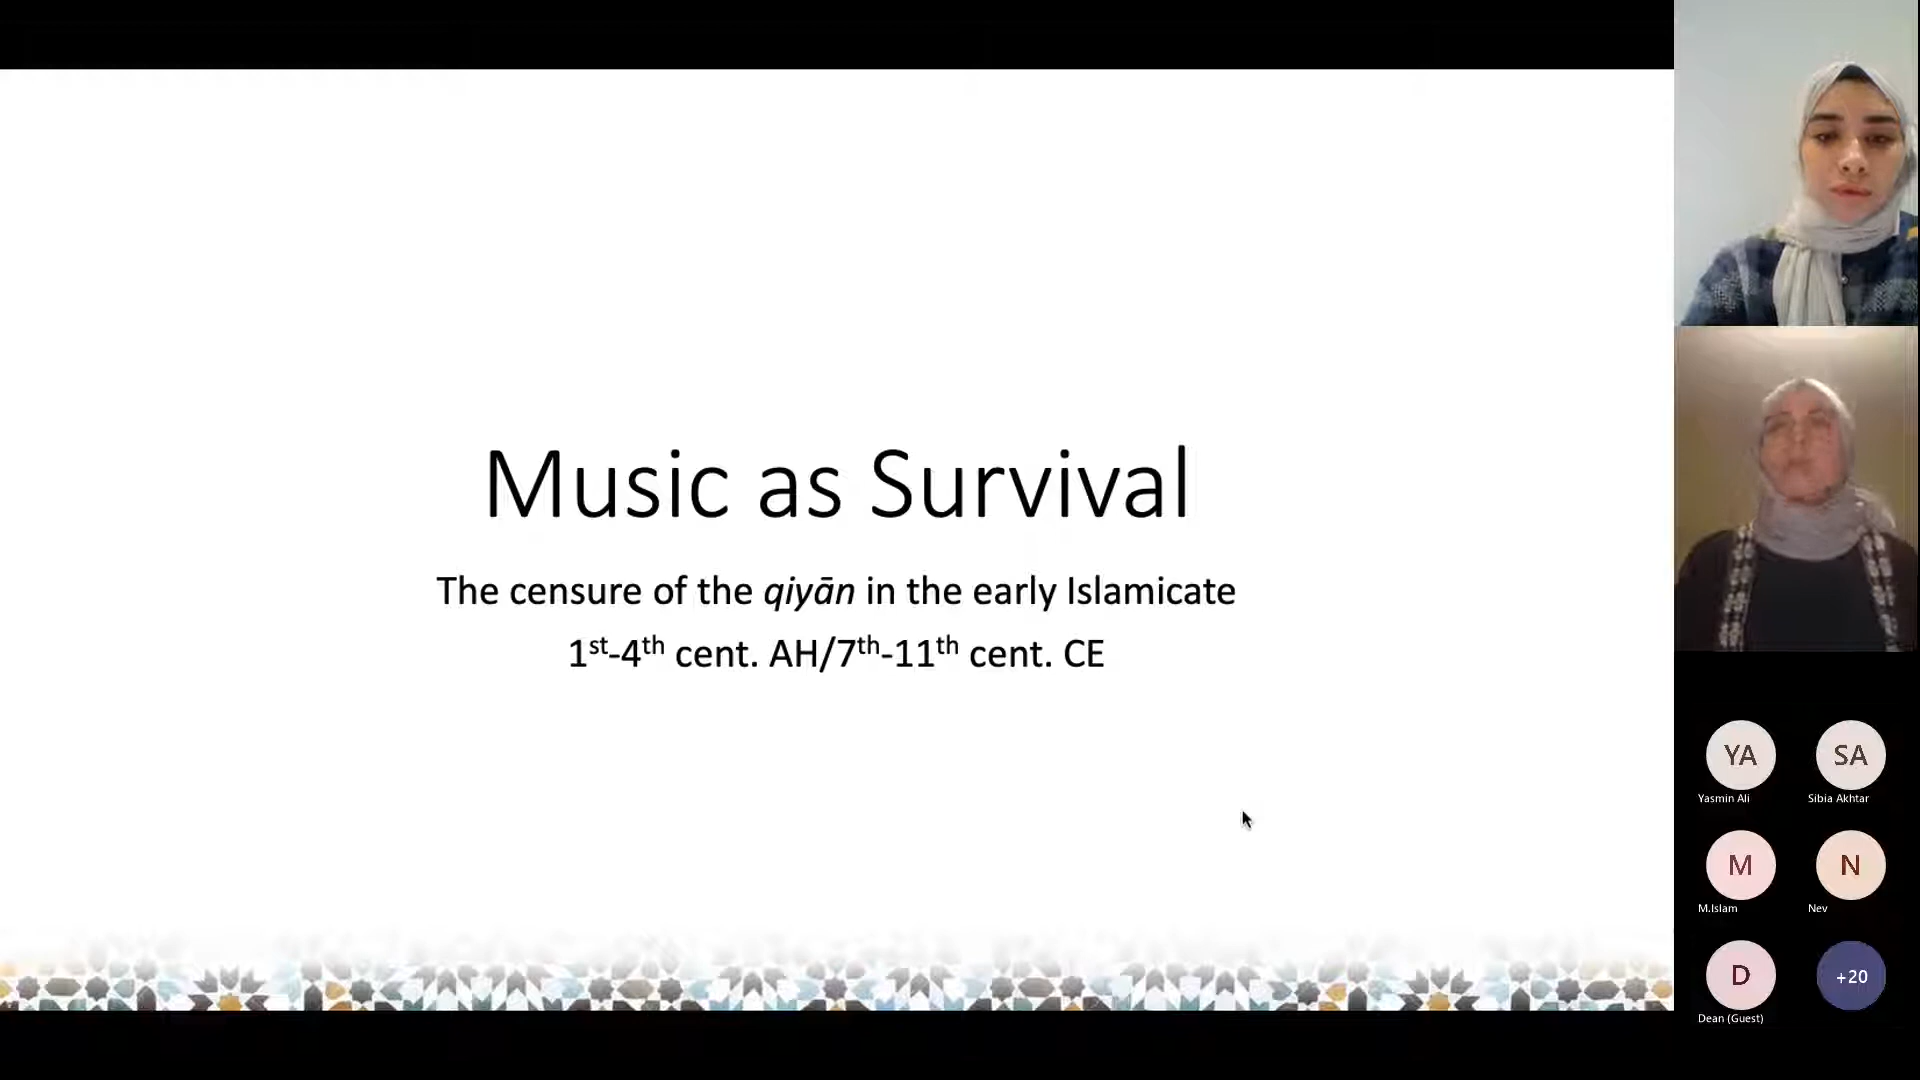 Music as Survival
The censure of the qiyān in the early Islamicate
1st-4th cent. AH/7th-11th cent. CE
YA
SA
Yasmin Ali
Sibia Akhtar
M
N
M.Islam
Nev
D
+20
Dean (Guest)